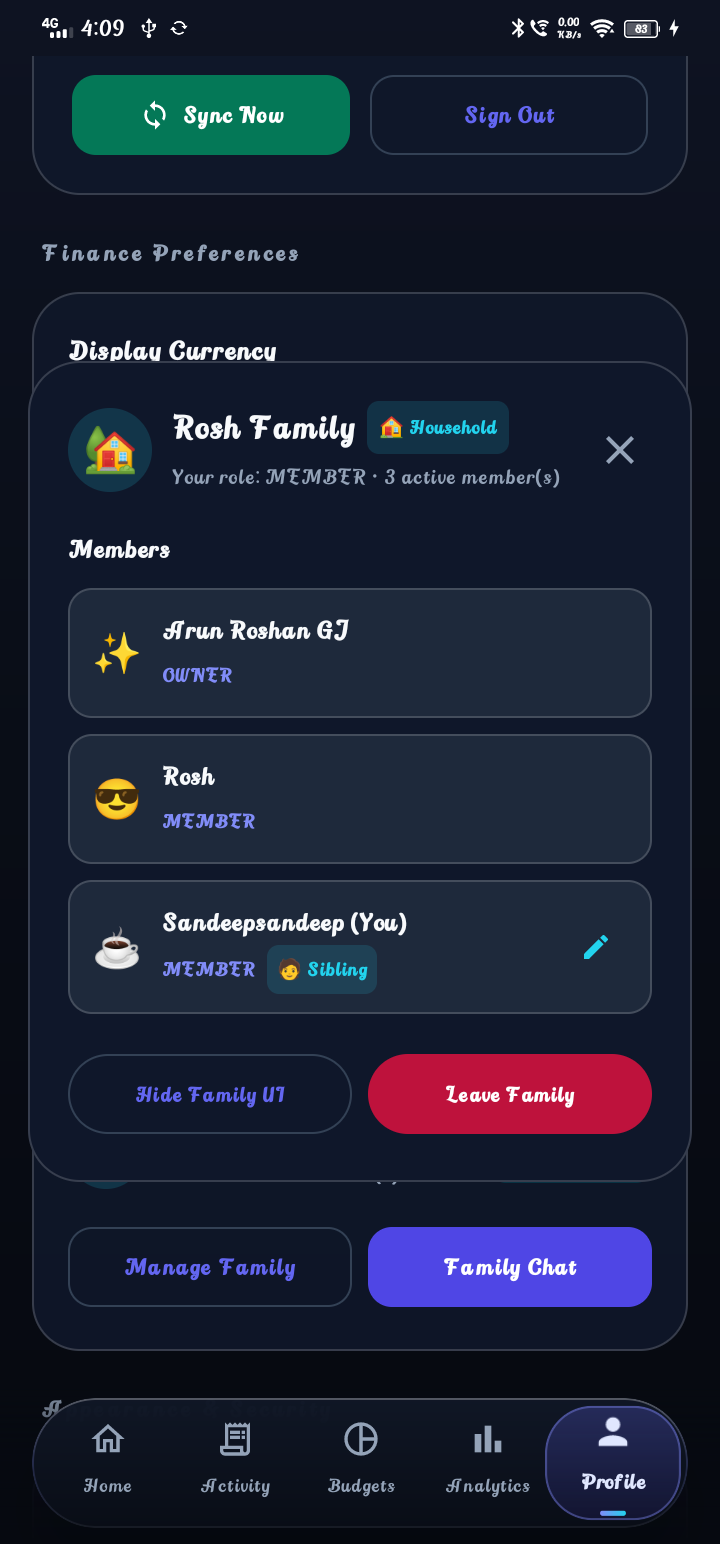 4G 4:09 0.00 KB/s 83
Sync Now Sign Out
Finance Preferences
Display Currency
Rosh Family Household
Your role: MEMBER · 3 active member(s)
Members
Arun Roshan GJ
OWNER
Rosh
MEMBER
Sandeepsandeep (You)
MEMBER Sibling
Hide Family UI Leave Family
Manage Family Family Chat
Home Activity Budgets Analytics Profile